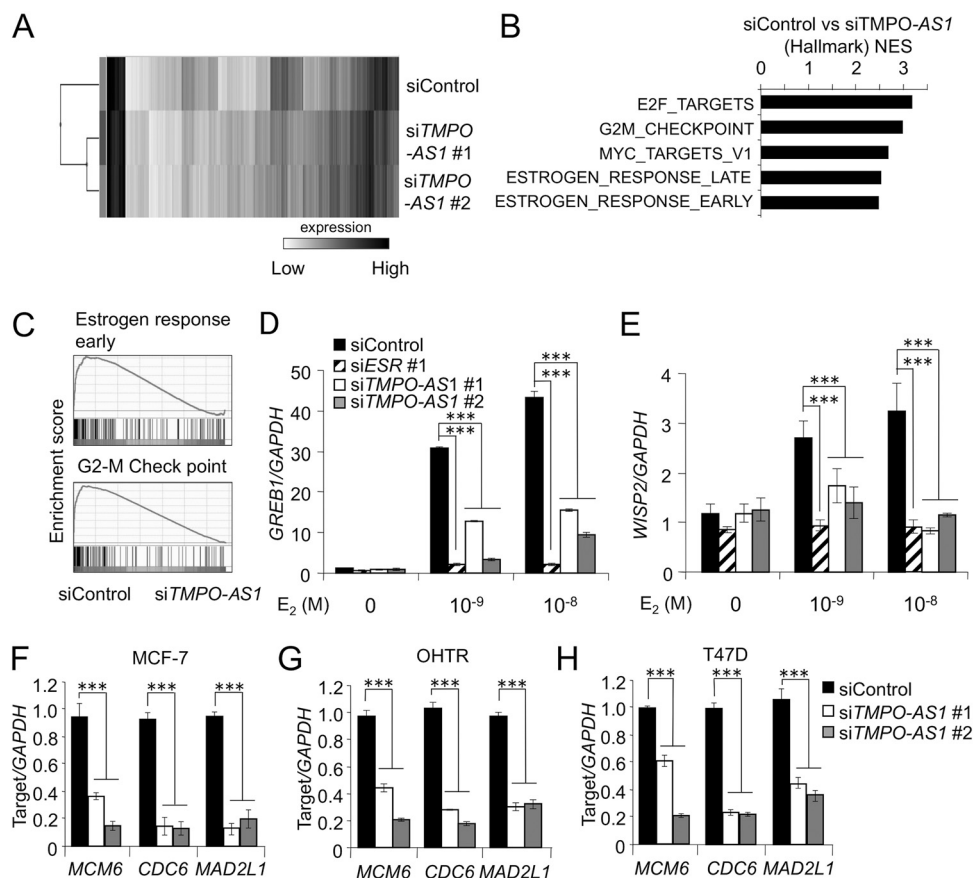 A
siControl
siTMPO
-AS1 #1
siTMPO
-AS1 #2
expression
Low High
B
siControl vs siTMPO-AS1
(Hallmark) NES
0 1 2 3
E2F_TARGETS
G2M_CHECKPOINT
MYC_TARGETS_V1
ESTROGEN_RESPONSE_LATE
ESTROGEN_RESPONSE_EARLY
C
Estrogen response
early
G2-M Check point
Enrichment score
siControl siTMPO-AS1
D
siControl
siESR #1
siTMPO-AS1 #1
siTMPO-AS1 #2
GREB1/GAPDH
50
40
30
20
10
0
***
***
***
***
E₂ (M) 0 10⁻⁹ 10⁻⁸
E
WISP2/GAPDH
5
4
3
2
1
0
***
***
***
***
E₂ (M) 0 10⁻⁹ 10⁻⁸
F
MCF-7
Target/GAPDH
1.2
1.0
0.8
0.6
0.4
0.2
0
*** *** ***
MCM6 CDC6 MAD2L1
G
OHTR
Target/GAPDH
1.2
1.0
0.8
0.6
0.4
0.2
0
*** *** ***
MCM6 CDC6 MAD2L1
H
T47D
Target/GAPDH
1.2
1.0
0.8
0.6
0.4
0.2
0
*** *** ***
MCM6 CDC6 MAD2L1
siControl
siTMPO-AS1 #1
siTMPO-AS1 #2